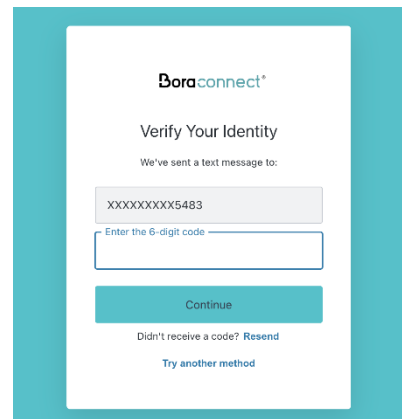 Boraconnect®
Verify Your Identity
We've sent a text message to:
XXXXXXXXX5483
Enter the 6-digit code
Continue
Didn't receive a code? Resend
Try another method